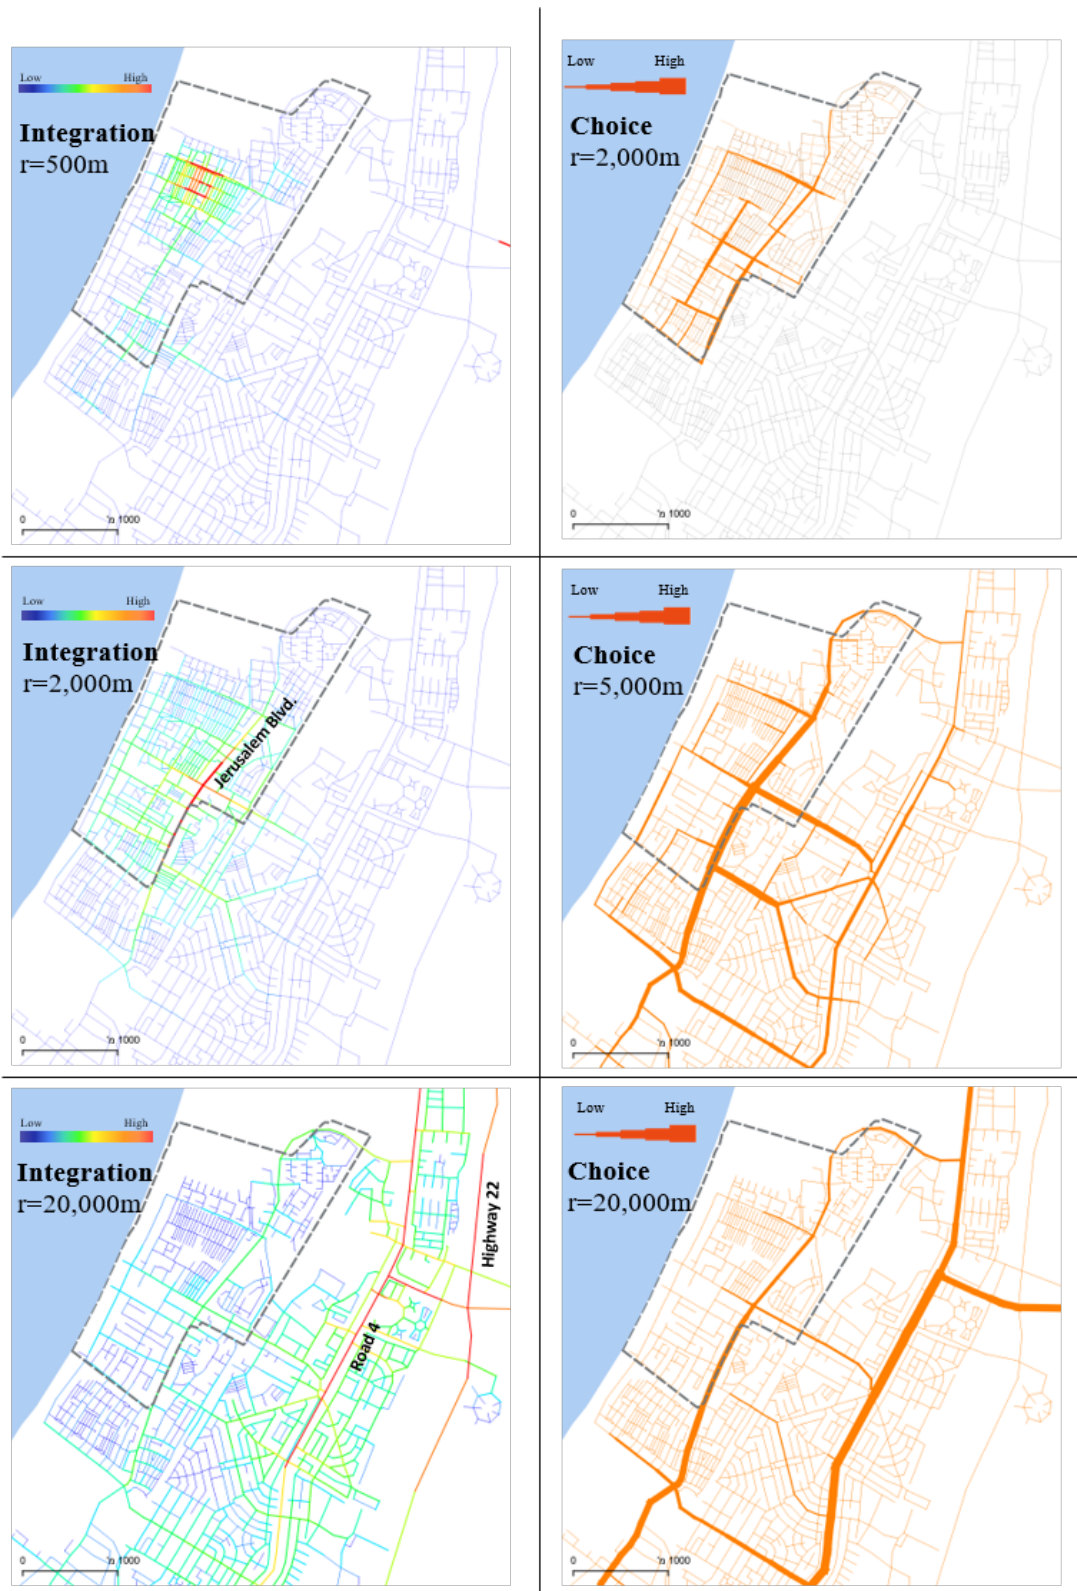 Low High
Integration
r=500m
0 'n 1000
Low High
Choice
r=2,000m
0 'n 1000
Low High
Integration
r=2,000m
Jerusalem Blvd.
0 'n 1000
Low High
Choice
r=5,000m
0 'n 1000
Low High
Integration
r=20,000m
Highway 22
Road 4
0 'n 1000
Low High
Choice
r=20,000m
0 'n 1000